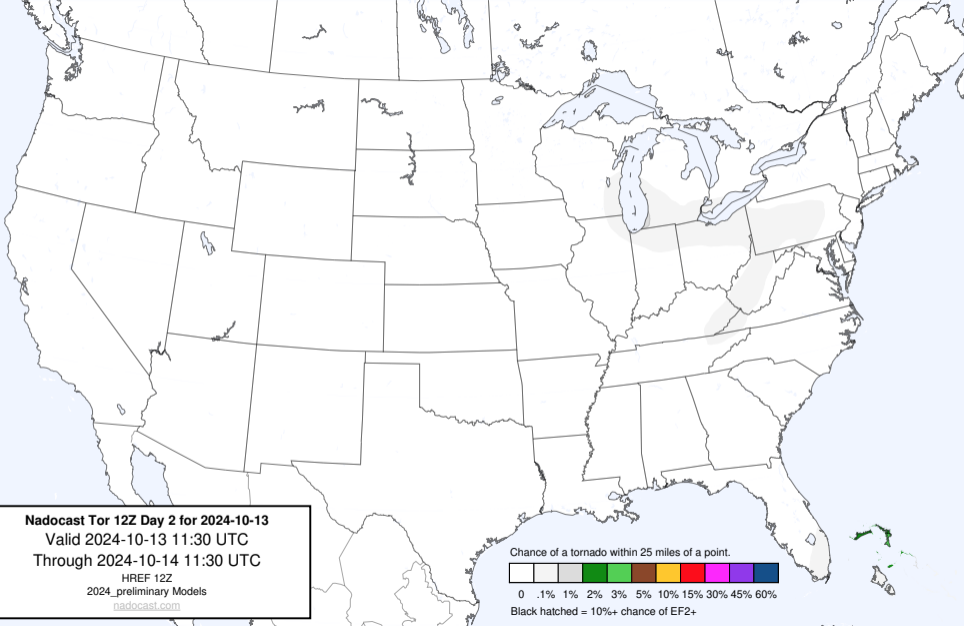 Nadocast Tor 12Z Day 2 for 2024-10-13
Valid 2024-10-13 11:30 UTC
Through 2024-10-14 11:30 UTC
HREF 12Z
2024_preliminary Models
nadocast.com
Chance of a tornado within 25 miles of a point.
0 .1% 1% 2% 3% 5% 10% 15% 30% 45% 60%
Black hatched = 10%+ chance of EF2+